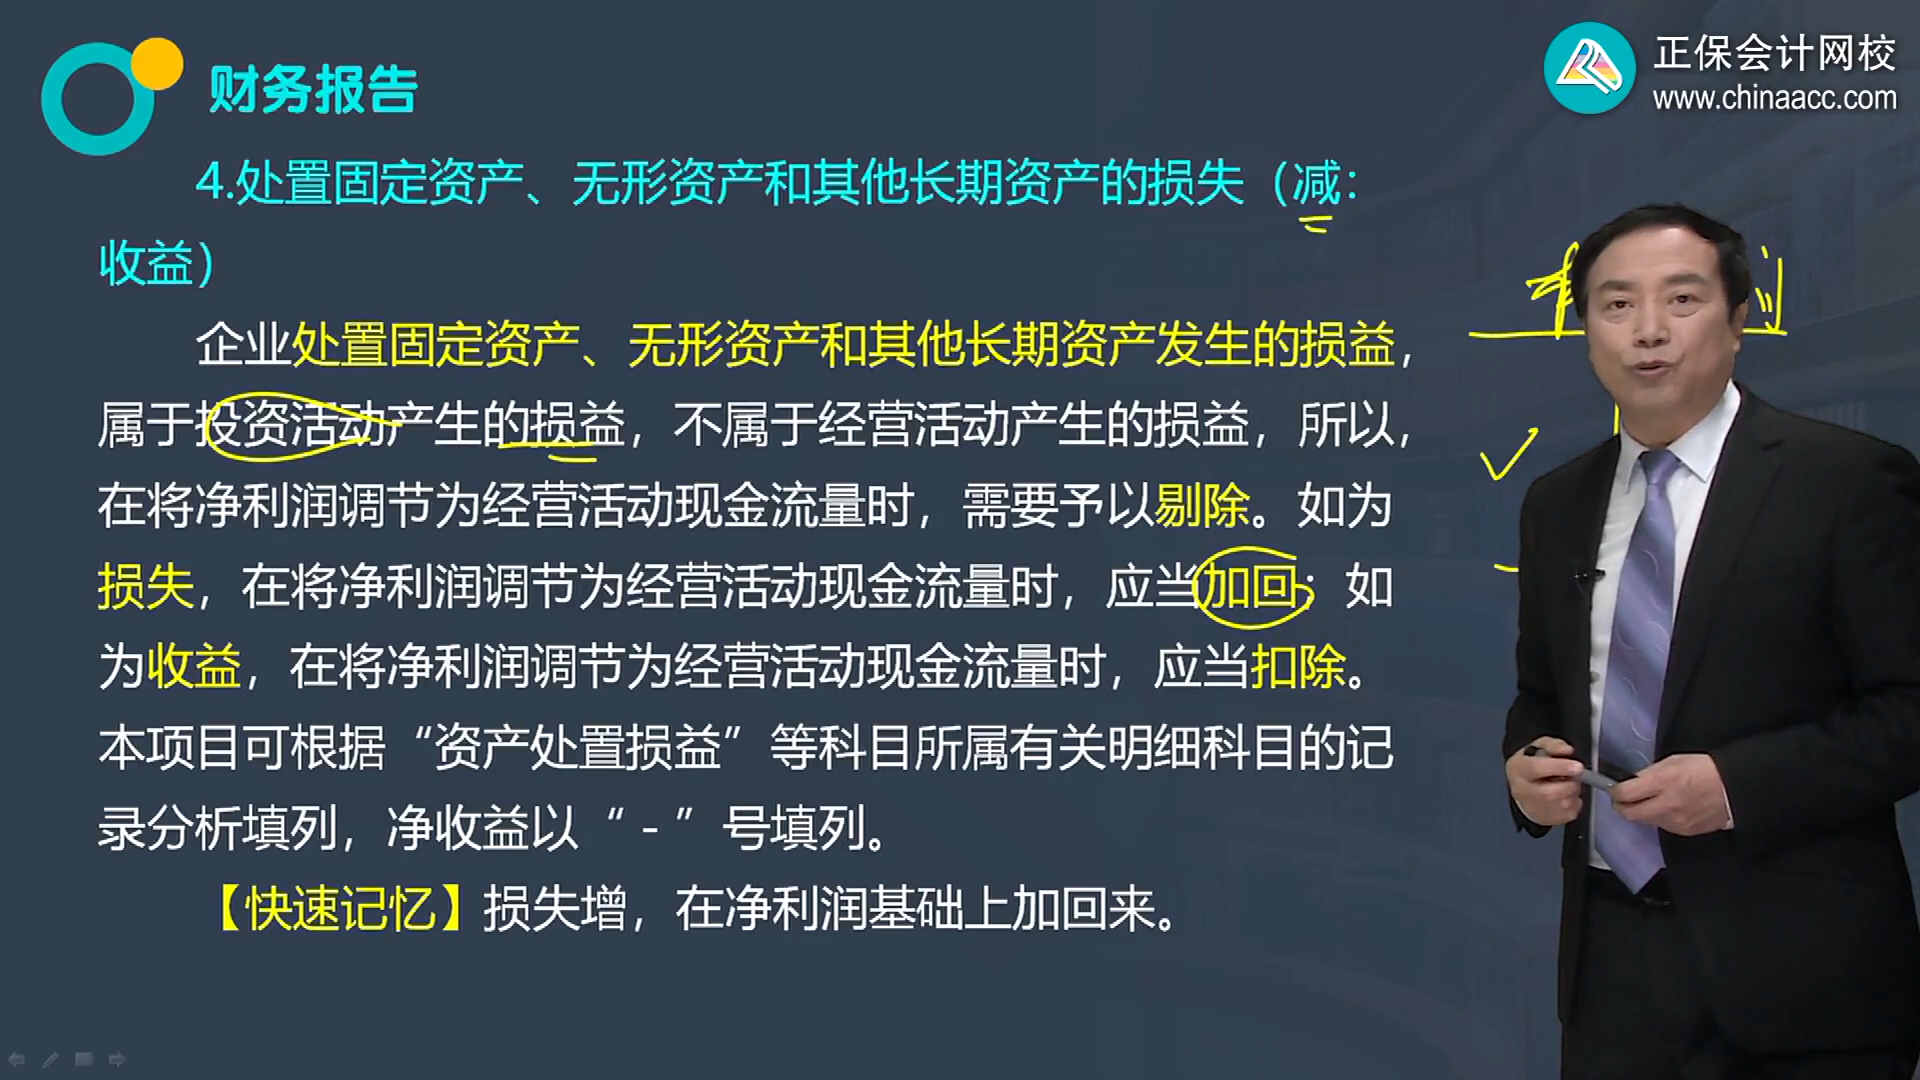 财务报告
正保会计网校
www.chinaacc.com
4.处置固定资产、无形资产和其他长期资产的损失（减：
收益）
企业处置固定资产、无形资产和其他长期资产发生的损益，
属于投资活动产生的损益，不属于经营活动产生的损益，所以，
在将净利润调节为经营活动现金流量时，需要予以剔除。如为
损失，在将净利润调节为经营活动现金流量时，应当加回；如
为收益，在将净利润调节为经营活动现金流量时，应当扣除。
本项目可根据“资产处置损益”等科目所属有关明细科目的记
录分析填列，净收益以“-”号填列。
【快速记忆】损失增，在净利润基础上加回来。